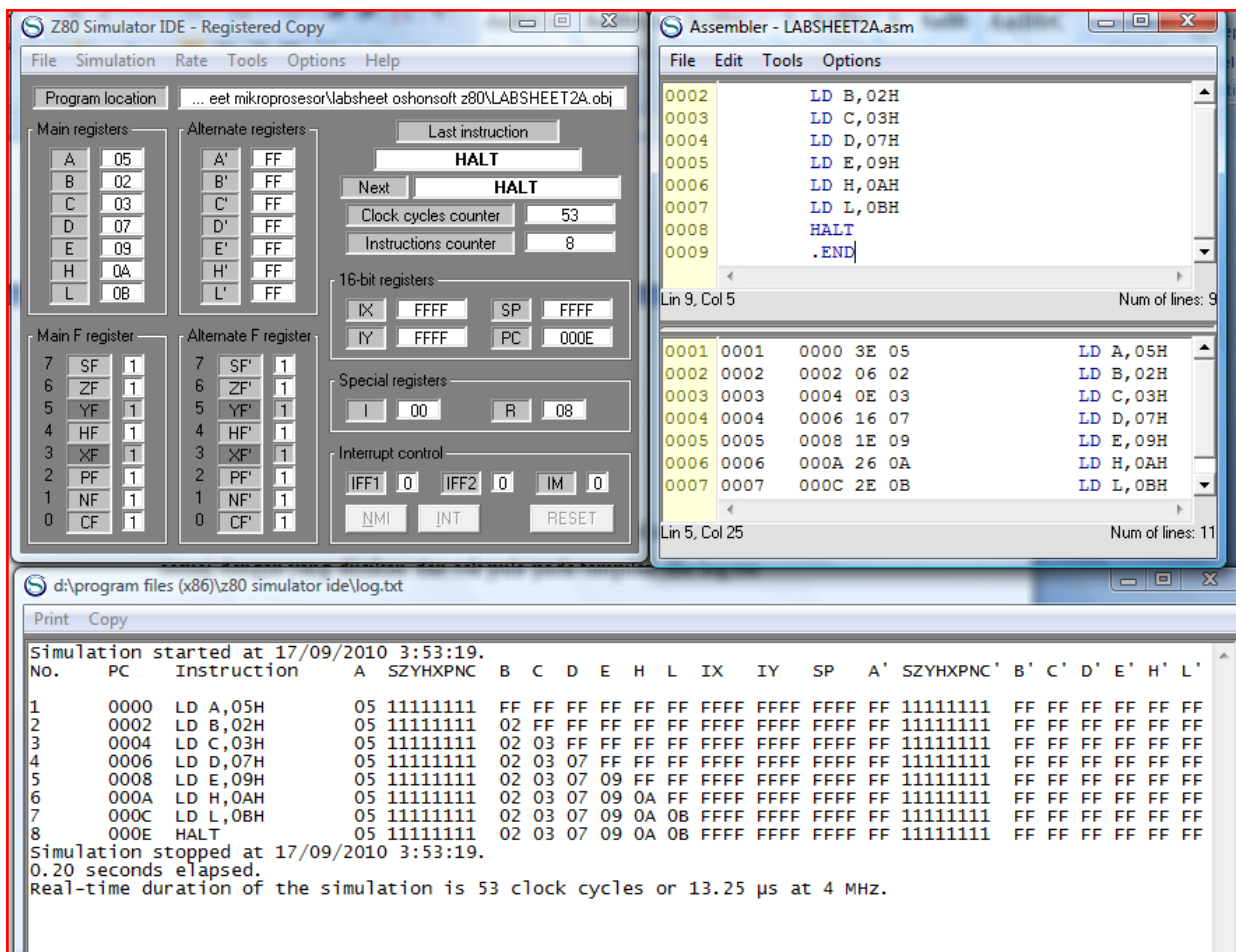 Z80 Simulator IDE - Registered Copy
File Simulation Rate Tools Options Help
Program location ... eet mikroprosesor\labsheet oshonsoft z80\LABSHEET2A.obj
Main registers
A 05
B 02
C 03
D 07
E 09
H 0A
L 0B
Alternate registers
A' FF
B' FF
C' FF
D' FF
E' FF
H' FF
L' FF
Last instruction
HALT
Next HALT
Clock cycles counter 53
Instructions counter 8
16-bit registers
IX FFFF SP FFFF
IY FFFF PC 000E
Main F register
7 SF 1
6 ZF 1
5 YF 1
4 HF 1
3 XF 1
2 PF 1
1 NF 1
0 CF 1
Alternate F register
7 SF' 1
6 ZF' 1
5 YF' 1
4 HF' 1
3 XF' 1
2 PF' 1
1 NF' 1
0 CF' 1
Special registers
I 00 R 08
Interrupt control
IFF1 0 IFF2 0 IM 0
NMI INT RESET
Assembler - LABSHEET2A.asm
File Edit Tools Options
0002 LD B,02H
0003 LD C,03H
0004 LD D,07H
0005 LD E,09H
0006 LD H,0AH
0007 LD L,0BH
0008 HALT
0009 .END
Lin 9, Col 5 Num of lines: 9
0001 0001 0000 3E 05 LD A,05H
0002 0002 0002 06 02 LD B,02H
0003 0003 0004 0E 03 LD C,03H
0004 0004 0006 16 07 LD D,07H
0005 0005 0008 1E 09 LD E,09H
0006 0006 000A 26 0A LD H,0AH
0007 0007 000C 2E 0B LD L,0BH
Lin 5, Col 25 Num of lines: 11
d:\program files (x86)\z80 simulator ide\log.txt
Print Copy
Simulation started at 17/09/2010 3:53:19.
No. PC Instruction A SZYHXPNC B C D E H L IX IY SP A' SZYHXPNC' B' C' D' E' H' L'
1 0000 LD A,05H 05 11111111 FF FF FF FF FF FF FFFF FFFF FFFF FF 11111111 FF FF FF FF FF FF
2 0002 LD B,02H 05 11111111 02 FF FF FF FF FF FFFF FFFF FFFF FF 11111111 FF FF FF FF FF FF
3 0004 LD C,03H 05 11111111 02 03 FF FF FF FF FFFF FFFF FFFF FF 11111111 FF FF FF FF FF FF
4 0006 LD D,07H 05 11111111 02 03 07 FF FF FF FFFF FFFF FFFF FF 11111111 FF FF FF FF FF FF
5 0008 LD E,09H 05 11111111 02 03 07 09 FF FF FFFF FFFF FFFF FF 11111111 FF FF FF FF FF FF
6 000A LD H,0AH 05 11111111 02 03 07 09 0A FF FFFF FFFF FFFF FF 11111111 FF FF FF FF FF FF
7 000C LD L,0BH 05 11111111 02 03 07 09 0A 0B FFFF FFFF FFFF FF 11111111 FF FF FF FF FF FF
8 000E HALT 05 11111111 02 03 07 09 0A 0B FFFF FFFF FFFF FF 11111111 FF FF FF FF FF FF
Simulation stopped at 17/09/2010 3:53:19.
0.20 seconds elapsed.
Real-time duration of the simulation is 53 clock cycles or 13.25 µs at 4 MHz.